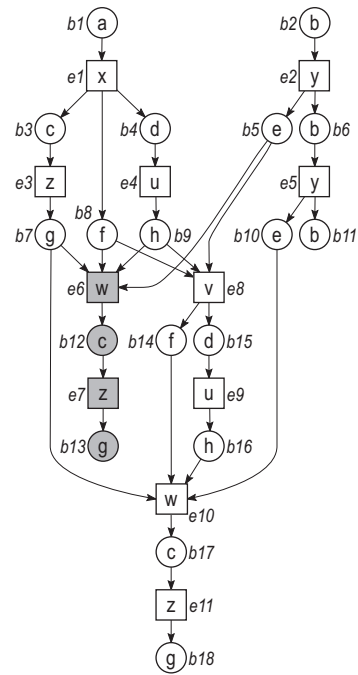 b1 a b2 b
e1 x e2 y
b3 c b4 d b5 e b b6
e3 z e4 u e5 y
b7 g b8 f h b9 b10 e b b11
e6 w v e8
b12 c b14 f d b15
e7 z u e9
b13 g h b16
w e10
c b17
z e11
g b18